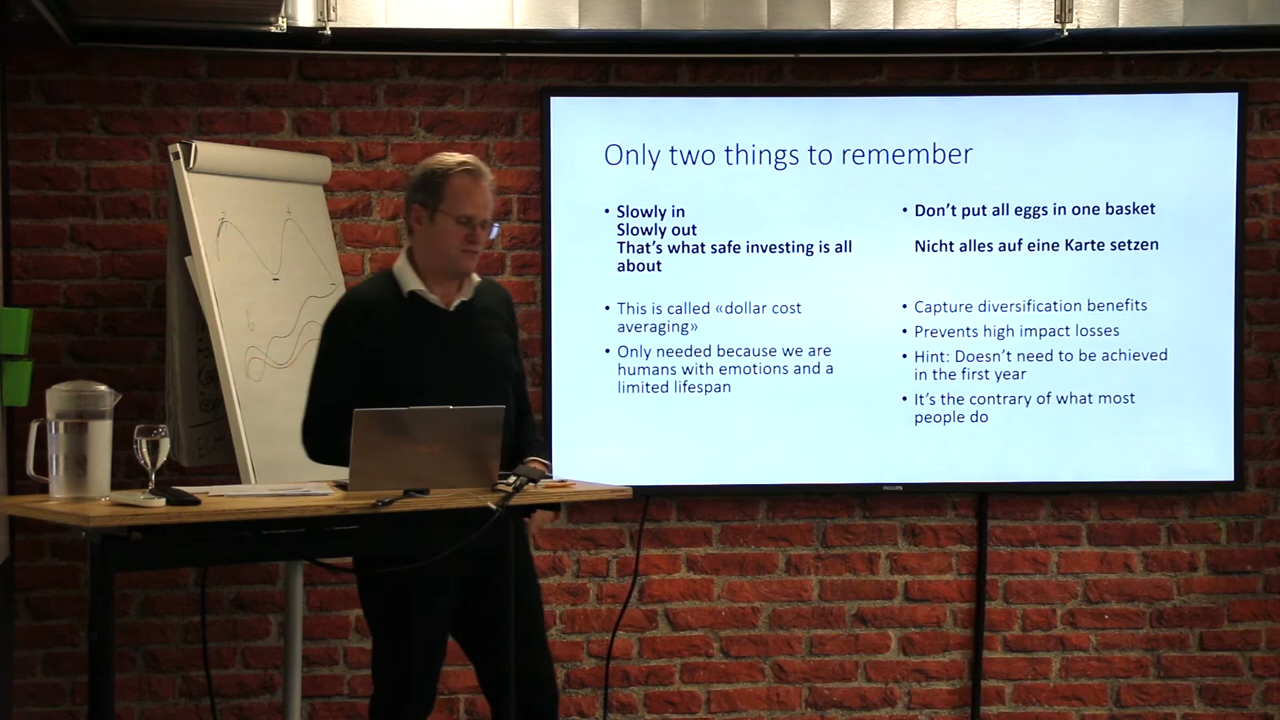 Only two things to remember
• Slowly in
Slowly out
That's what safe investing is all
about
• This is called «dollar cost
averaging»
• Only needed because we are
humans with emotions and a
limited lifespan
• Don't put all eggs in one basket
Nicht alles auf eine Karte setzen
• Capture diversification benefits
• Prevents high impact losses
• Hint: Doesn't need to be achieved
in the first year
• It's the contrary of what most
people do
PHILIPS